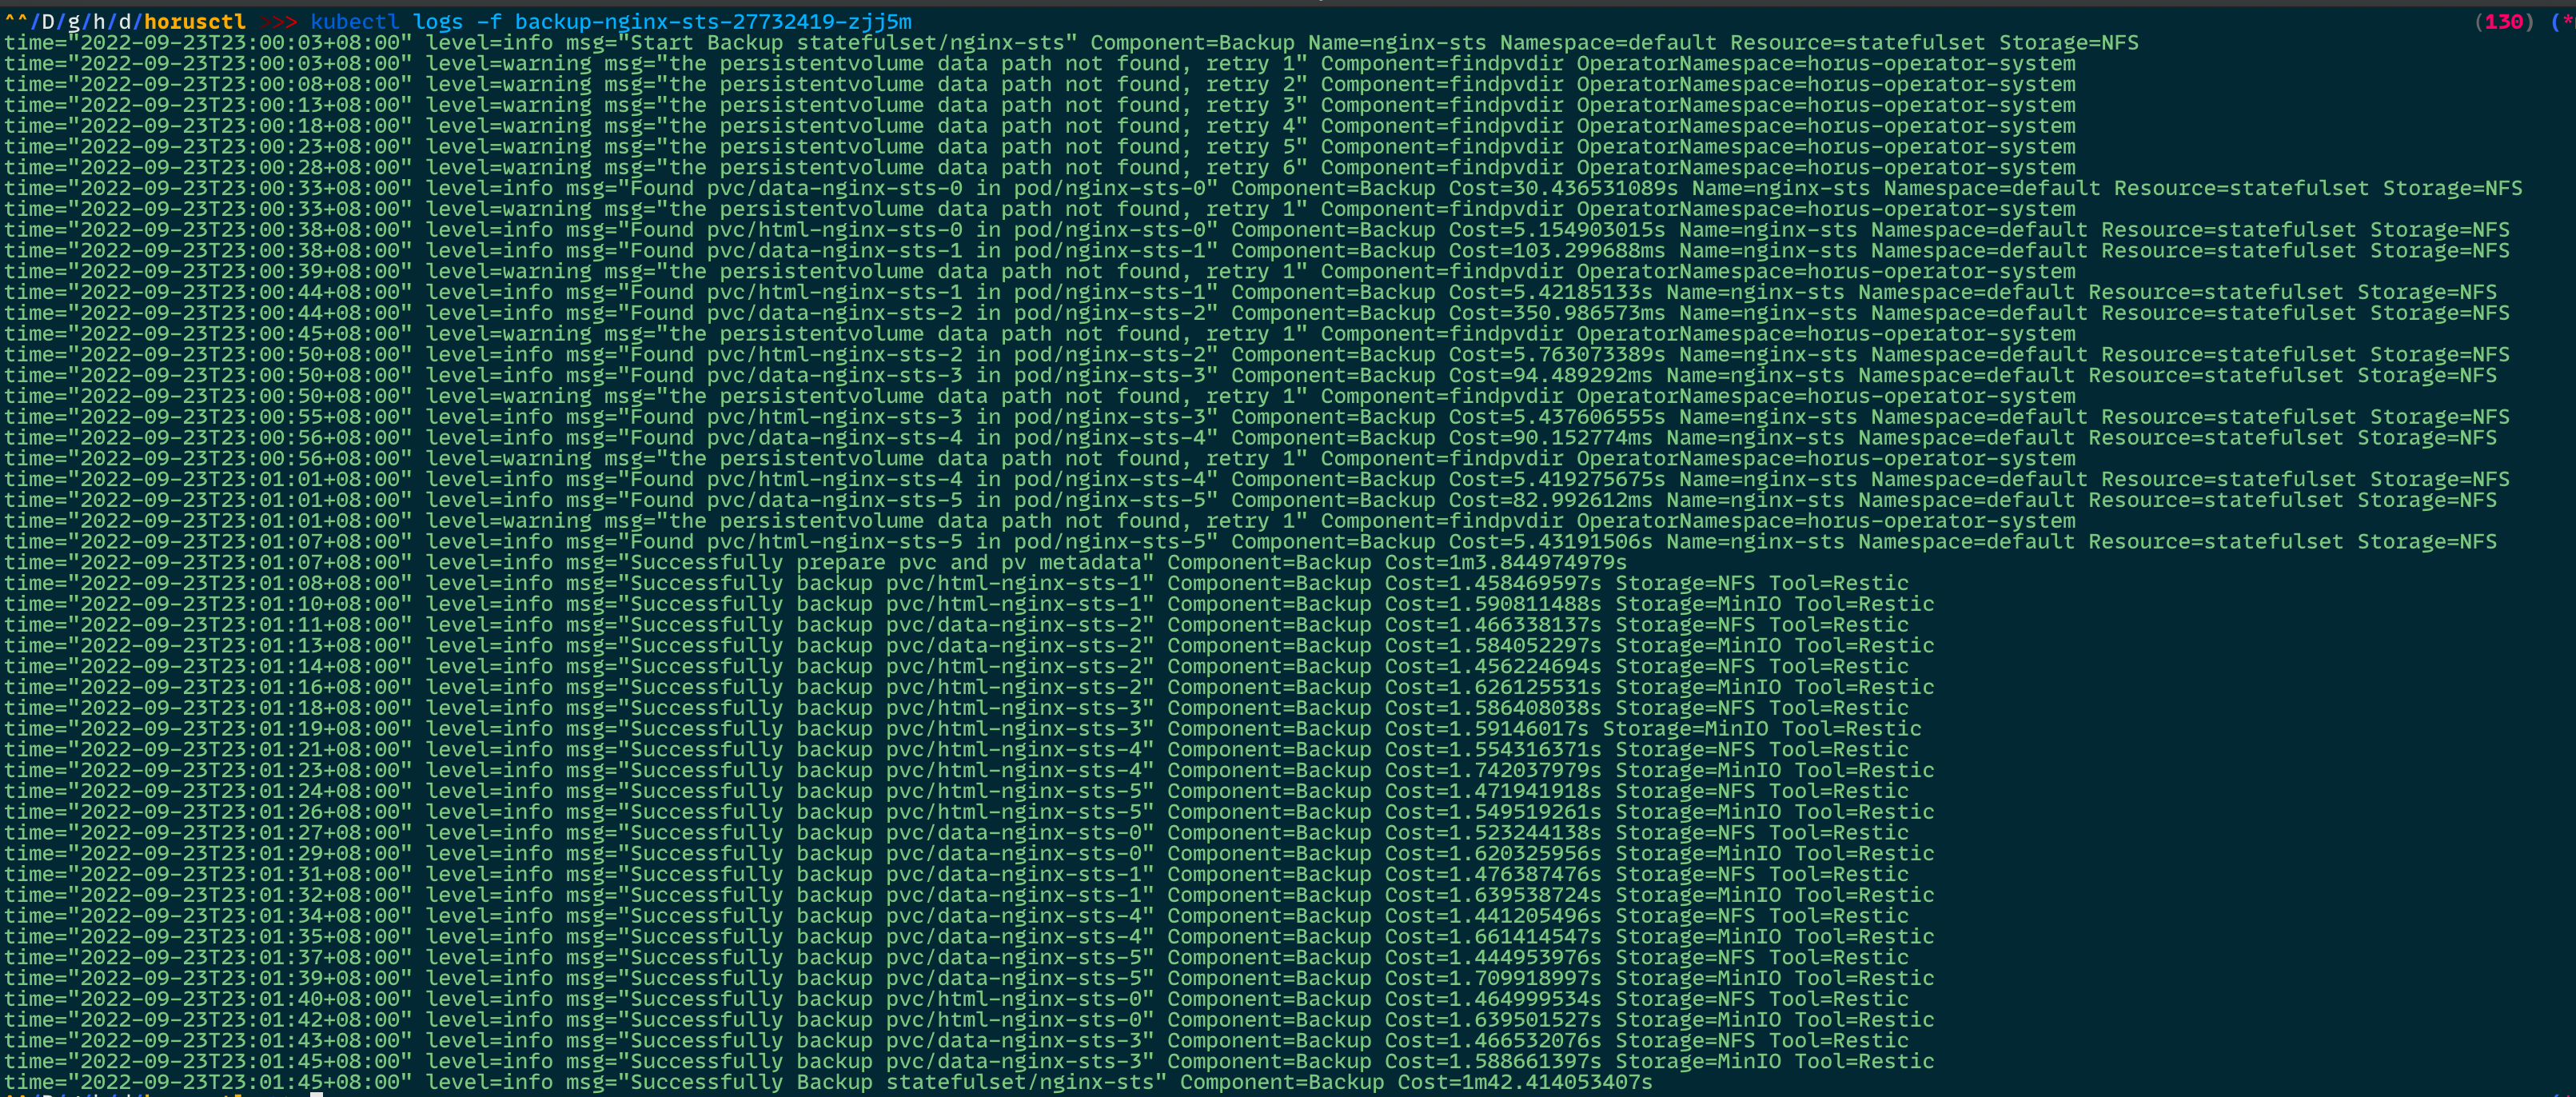 ^^/D/g/h/d/horusctl >>> kubectl logs -f backup-nginx-sts-27732419-zjj5m (130) (*
time="2022-09-23T23:00:03+08:00" level=info msg="Start Backup statefulset/nginx-sts" Component=Backup Name=nginx-sts Namespace=default Resource=statefulset Storage=NFS
time="2022-09-23T23:00:03+08:00" level=warning msg="the persistentvolume data path not found, retry 1" Component=findpvdir OperatorNamespace=horus-operator-system
time="2022-09-23T23:00:08+08:00" level=warning msg="the persistentvolume data path not found, retry 2" Component=findpvdir OperatorNamespace=horus-operator-system
time="2022-09-23T23:00:13+08:00" level=warning msg="the persistentvolume data path not found, retry 3" Component=findpvdir OperatorNamespace=horus-operator-system
time="2022-09-23T23:00:18+08:00" level=warning msg="the persistentvolume data path not found, retry 4" Component=findpvdir OperatorNamespace=horus-operator-system
time="2022-09-23T23:00:23+08:00" level=warning msg="the persistentvolume data path not found, retry 5" Component=findpvdir OperatorNamespace=horus-operator-system
time="2022-09-23T23:00:28+08:00" level=warning msg="the persistentvolume data path not found, retry 6" Component=findpvdir OperatorNamespace=horus-operator-system
time="2022-09-23T23:00:33+08:00" level=info msg="Found pvc/data-nginx-sts-0 in pod/nginx-sts-0" Component=Backup Cost=30.436531089s Name=nginx-sts Namespace=default Resource=statefulset Storage=NFS
time="2022-09-23T23:00:33+08:00" level=warning msg="the persistentvolume data path not found, retry 1" Component=findpvdir OperatorNamespace=horus-operator-system
time="2022-09-23T23:00:38+08:00" level=info msg="Found pvc/html-nginx-sts-0 in pod/nginx-sts-0" Component=Backup Cost=5.154903015s Name=nginx-sts Namespace=default Resource=statefulset Storage=NFS
time="2022-09-23T23:00:38+08:00" level=info msg="Found pvc/data-nginx-sts-1 in pod/nginx-sts-1" Component=Backup Cost=103.299688ms Name=nginx-sts Namespace=default Resource=statefulset Storage=NFS
time="2022-09-23T23:00:39+08:00" level=warning msg="the persistentvolume data path not found, retry 1" Component=findpvdir OperatorNamespace=horus-operator-system
time="2022-09-23T23:00:44+08:00" level=info msg="Found pvc/html-nginx-sts-1 in pod/nginx-sts-1" Component=Backup Cost=5.42185133s Name=nginx-sts Namespace=default Resource=statefulset Storage=NFS
time="2022-09-23T23:00:44+08:00" level=info msg="Found pvc/data-nginx-sts-2 in pod/nginx-sts-2" Component=Backup Cost=350.986573ms Name=nginx-sts Namespace=default Resource=statefulset Storage=NFS
time="2022-09-23T23:00:45+08:00" level=warning msg="the persistentvolume data path not found, retry 1" Component=findpvdir OperatorNamespace=horus-operator-system
time="2022-09-23T23:00:50+08:00" level=info msg="Found pvc/html-nginx-sts-2 in pod/nginx-sts-2" Component=Backup Cost=5.763073389s Name=nginx-sts Namespace=default Resource=statefulset Storage=NFS
time="2022-09-23T23:00:50+08:00" level=info msg="Found pvc/data-nginx-sts-3 in pod/nginx-sts-3" Component=Backup Cost=94.489292ms Name=nginx-sts Namespace=default Resource=statefulset Storage=NFS
time="2022-09-23T23:00:50+08:00" level=warning msg="the persistentvolume data path not found, retry 1" Component=findpvdir OperatorNamespace=horus-operator-system
time="2022-09-23T23:00:55+08:00" level=info msg="Found pvc/html-nginx-sts-3 in pod/nginx-sts-3" Component=Backup Cost=5.437606555s Name=nginx-sts Namespace=default Resource=statefulset Storage=NFS
time="2022-09-23T23:00:56+08:00" level=info msg="Found pvc/data-nginx-sts-4 in pod/nginx-sts-4" Component=Backup Cost=90.152774ms Name=nginx-sts Namespace=default Resource=statefulset Storage=NFS
time="2022-09-23T23:00:56+08:00" level=warning msg="the persistentvolume data path not found, retry 1" Component=findpvdir OperatorNamespace=horus-operator-system
time="2022-09-23T23:01:01+08:00" level=info msg="Found pvc/html-nginx-sts-4 in pod/nginx-sts-4" Component=Backup Cost=5.419275675s Name=nginx-sts Namespace=default Resource=statefulset Storage=NFS
time="2022-09-23T23:01:01+08:00" level=info msg="Found pvc/data-nginx-sts-5 in pod/nginx-sts-5" Component=Backup Cost=82.992612ms Name=nginx-sts Namespace=default Resource=statefulset Storage=NFS
time="2022-09-23T23:01:01+08:00" level=warning msg="the persistentvolume data path not found, retry 1" Component=findpvdir OperatorNamespace=horus-operator-system
time="2022-09-23T23:01:07+08:00" level=info msg="Found pvc/html-nginx-sts-5 in pod/nginx-sts-5" Component=Backup Cost=5.43191506s Name=nginx-sts Namespace=default Resource=statefulset Storage=NFS
time="2022-09-23T23:01:07+08:00" level=info msg="Successfully prepare pvc and pv metadata" Component=Backup Cost=1m3.844974979s
time="2022-09-23T23:01:08+08:00" level=info msg="Successfully backup pvc/html-nginx-sts-1" Component=Backup Cost=1.458469597s Storage=NFS Tool=Restic
time="2022-09-23T23:01:10+08:00" level=info msg="Successfully backup pvc/html-nginx-sts-1" Component=Backup Cost=1.590811488s Storage=MinIO Tool=Restic
time="2022-09-23T23:01:11+08:00" level=info msg="Successfully backup pvc/data-nginx-sts-2" Component=Backup Cost=1.466338137s Storage=NFS Tool=Restic
time="2022-09-23T23:01:13+08:00" level=info msg="Successfully backup pvc/data-nginx-sts-2" Component=Backup Cost=1.584052297s Storage=MinIO Tool=Restic
time="2022-09-23T23:01:14+08:00" level=info msg="Successfully backup pvc/html-nginx-sts-2" Component=Backup Cost=1.456224694s Storage=NFS Tool=Restic
time="2022-09-23T23:01:16+08:00" level=info msg="Successfully backup pvc/html-nginx-sts-2" Component=Backup Cost=1.626125531s Storage=MinIO Tool=Restic
time="2022-09-23T23:01:18+08:00" level=info msg="Successfully backup pvc/html-nginx-sts-3" Component=Backup Cost=1.586408038s Storage=NFS Tool=Restic
time="2022-09-23T23:01:19+08:00" level=info msg="Successfully backup pvc/html-nginx-sts-3" Component=Backup Cost=1.59146017s Storage=MinIO Tool=Restic
time="2022-09-23T23:01:21+08:00" level=info msg="Successfully backup pvc/html-nginx-sts-4" Component=Backup Cost=1.554316371s Storage=NFS Tool=Restic
time="2022-09-23T23:01:23+08:00" level=info msg="Successfully backup pvc/html-nginx-sts-4" Component=Backup Cost=1.742037979s Storage=MinIO Tool=Restic
time="2022-09-23T23:01:24+08:00" level=info msg="Successfully backup pvc/html-nginx-sts-5" Component=Backup Cost=1.471941918s Storage=NFS Tool=Restic
time="2022-09-23T23:01:26+08:00" level=info msg="Successfully backup pvc/html-nginx-sts-5" Component=Backup Cost=1.549519261s Storage=MinIO Tool=Restic
time="2022-09-23T23:01:27+08:00" level=info msg="Successfully backup pvc/data-nginx-sts-0" Component=Backup Cost=1.523244138s Storage=NFS Tool=Restic
time="2022-09-23T23:01:29+08:00" level=info msg="Successfully backup pvc/data-nginx-sts-0" Component=Backup Cost=1.620325956s Storage=MinIO Tool=Restic
time="2022-09-23T23:01:31+08:00" level=info msg="Successfully backup pvc/data-nginx-sts-1" Component=Backup Cost=1.476387476s Storage=NFS Tool=Restic
time="2022-09-23T23:01:32+08:00" level=info msg="Successfully backup pvc/data-nginx-sts-1" Component=Backup Cost=1.639538724s Storage=MinIO Tool=Restic
time="2022-09-23T23:01:34+08:00" level=info msg="Successfully backup pvc/data-nginx-sts-4" Component=Backup Cost=1.441205496s Storage=NFS Tool=Restic
time="2022-09-23T23:01:35+08:00" level=info msg="Successfully backup pvc/data-nginx-sts-4" Component=Backup Cost=1.661414547s Storage=MinIO Tool=Restic
time="2022-09-23T23:01:37+08:00" level=info msg="Successfully backup pvc/data-nginx-sts-5" Component=Backup Cost=1.444953976s Storage=NFS Tool=Restic
time="2022-09-23T23:01:39+08:00" level=info msg="Successfully backup pvc/data-nginx-sts-5" Component=Backup Cost=1.709918997s Storage=MinIO Tool=Restic
time="2022-09-23T23:01:40+08:00" level=info msg="Successfully backup pvc/html-nginx-sts-0" Component=Backup Cost=1.464999534s Storage=NFS Tool=Restic
time="2022-09-23T23:01:42+08:00" level=info msg="Successfully backup pvc/html-nginx-sts-0" Component=Backup Cost=1.639501527s Storage=MinIO Tool=Restic
time="2022-09-23T23:01:43+08:00" level=info msg="Successfully backup pvc/data-nginx-sts-3" Component=Backup Cost=1.466532076s Storage=NFS Tool=Restic
time="2022-09-23T23:01:45+08:00" level=info msg="Successfully backup pvc/data-nginx-sts-3" Component=Backup Cost=1.588661397s Storage=MinIO Tool=Restic
time="2022-09-23T23:01:45+08:00" level=info msg="Successfully Backup statefulset/nginx-sts" Component=Backup Cost=1m42.414053407s